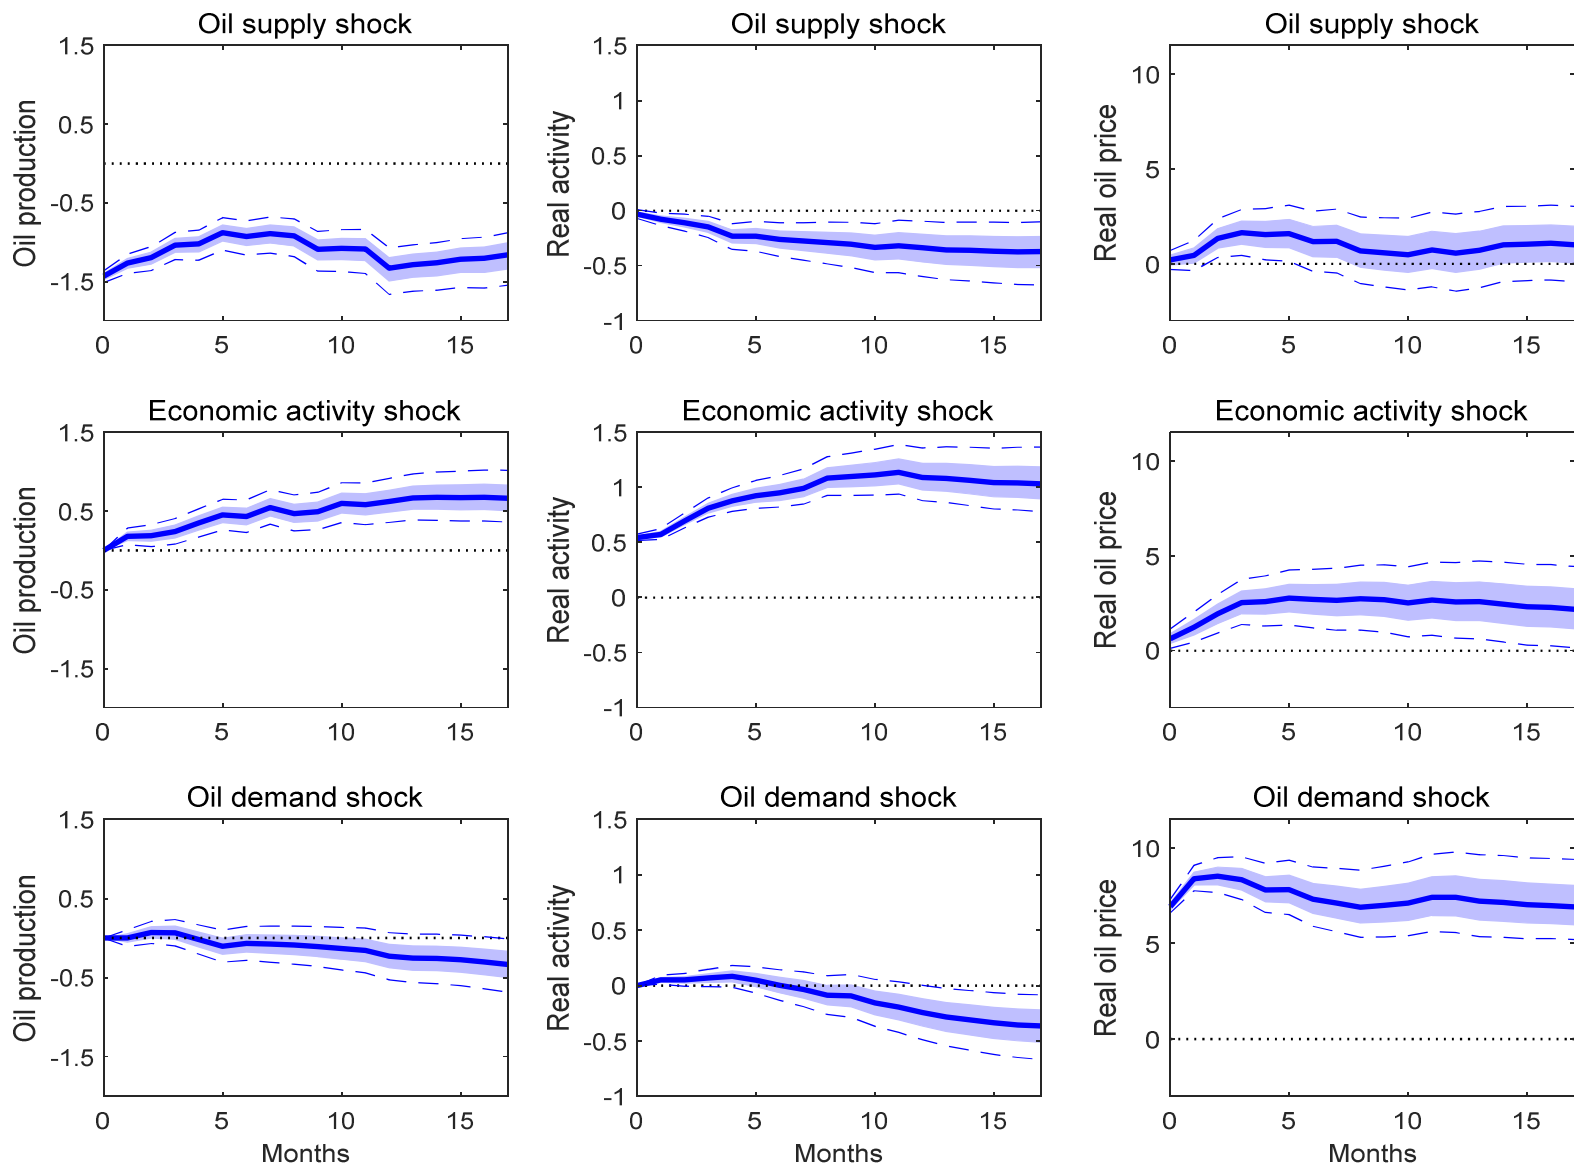 Oil supply shock
Oil production
1.5
0.5
-0.5
-1.5
0 5 10 15
Oil supply shock
Real activity
1.5
1
0.5
0
-0.5
-1
0 5 10 15
Oil supply shock
Real oil price
10
5
0
0 5 10 15
Economic activity shock
Oil production
1.5
0.5
-0.5
-1.5
0 5 10 15
Economic activity shock
Real activity
1.5
1
0.5
0
-0.5
-1
0 5 10 15
Economic activity shock
Real oil price
10
5
0
0 5 10 15
Oil demand shock
Oil production
1.5
0.5
-0.5
-1.5
0 5 10 15
Months
Oil demand shock
Real activity
1.5
1
0.5
0
-0.5
-1
0 5 10 15
Months
Oil demand shock
Real oil price
10
5
0
0 5 10 15
Months